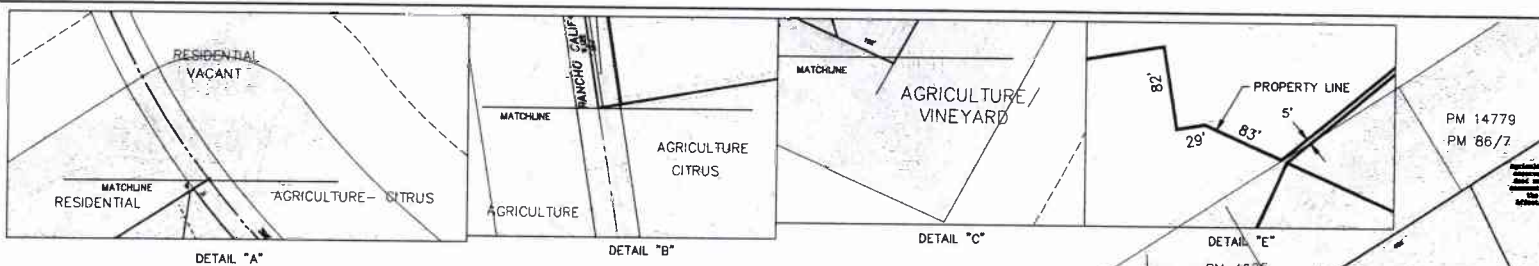 RESIDENTIAL
VACANT
MATCHLINE
RESIDENTIAL
AGRICULTURE- CITRUS
DETAIL "A"
RANCHO CALIF
MATCHLINE
AGRICULTURE
CITRUS
AGRICULTURE
DETAIL "B"
MATCHLINE
AGRICULTURE/
VINEYARD
DETAIL "C"
82'
PROPERTY LINE
5'
29'
83'
DETAIL "E"
PM 14779
PM 86/7